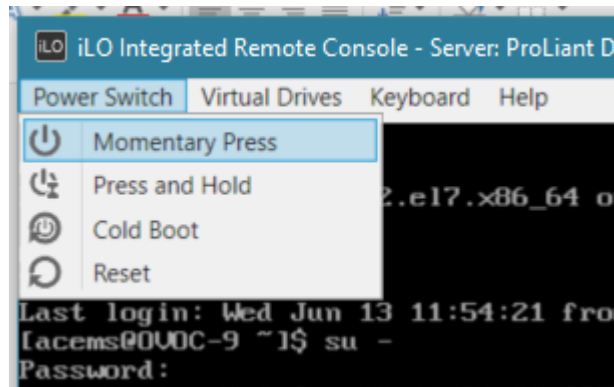 iLO iLO Integrated Remote Console - Server: ProLiant D
Power Switch Virtual Drives Keyboard Help
Momentary Press
Press and Hold
2.el7.x86_64 o
Cold Boot
Reset
Last login: Wed Jun 13 11:54:21 fro
[acems@OVOC-9 ~]$ su -
Password: